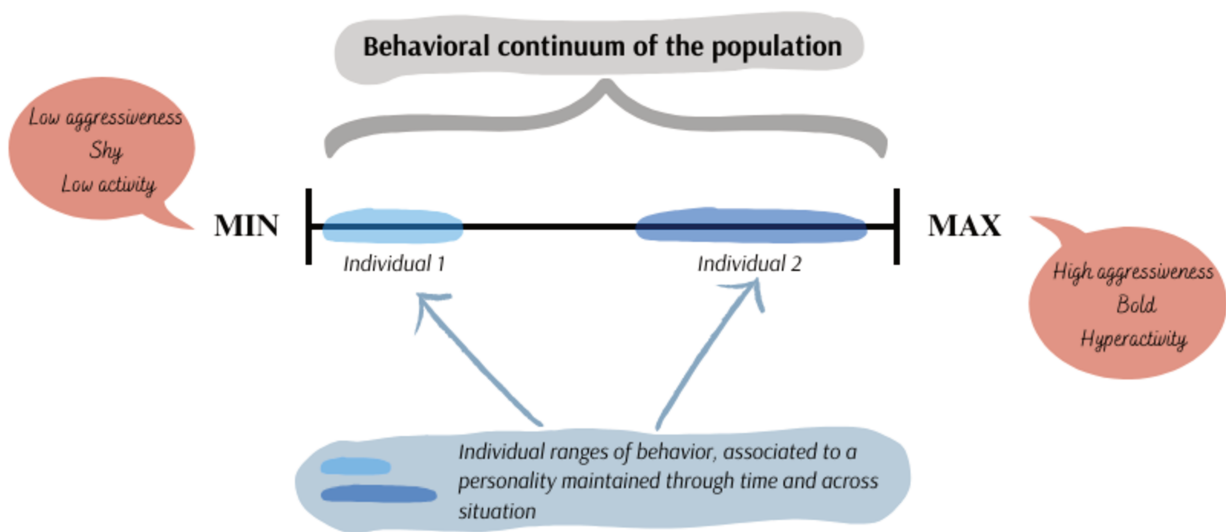 Behavioral continuum of the population
Low aggressiveness
Shy
Low activity
MIN
MAX
Individual 1
Individual 2
High aggressiveness
Bold
Hyperactivity
Individual ranges of behavior, associated to a
personality maintained through time and across
situation